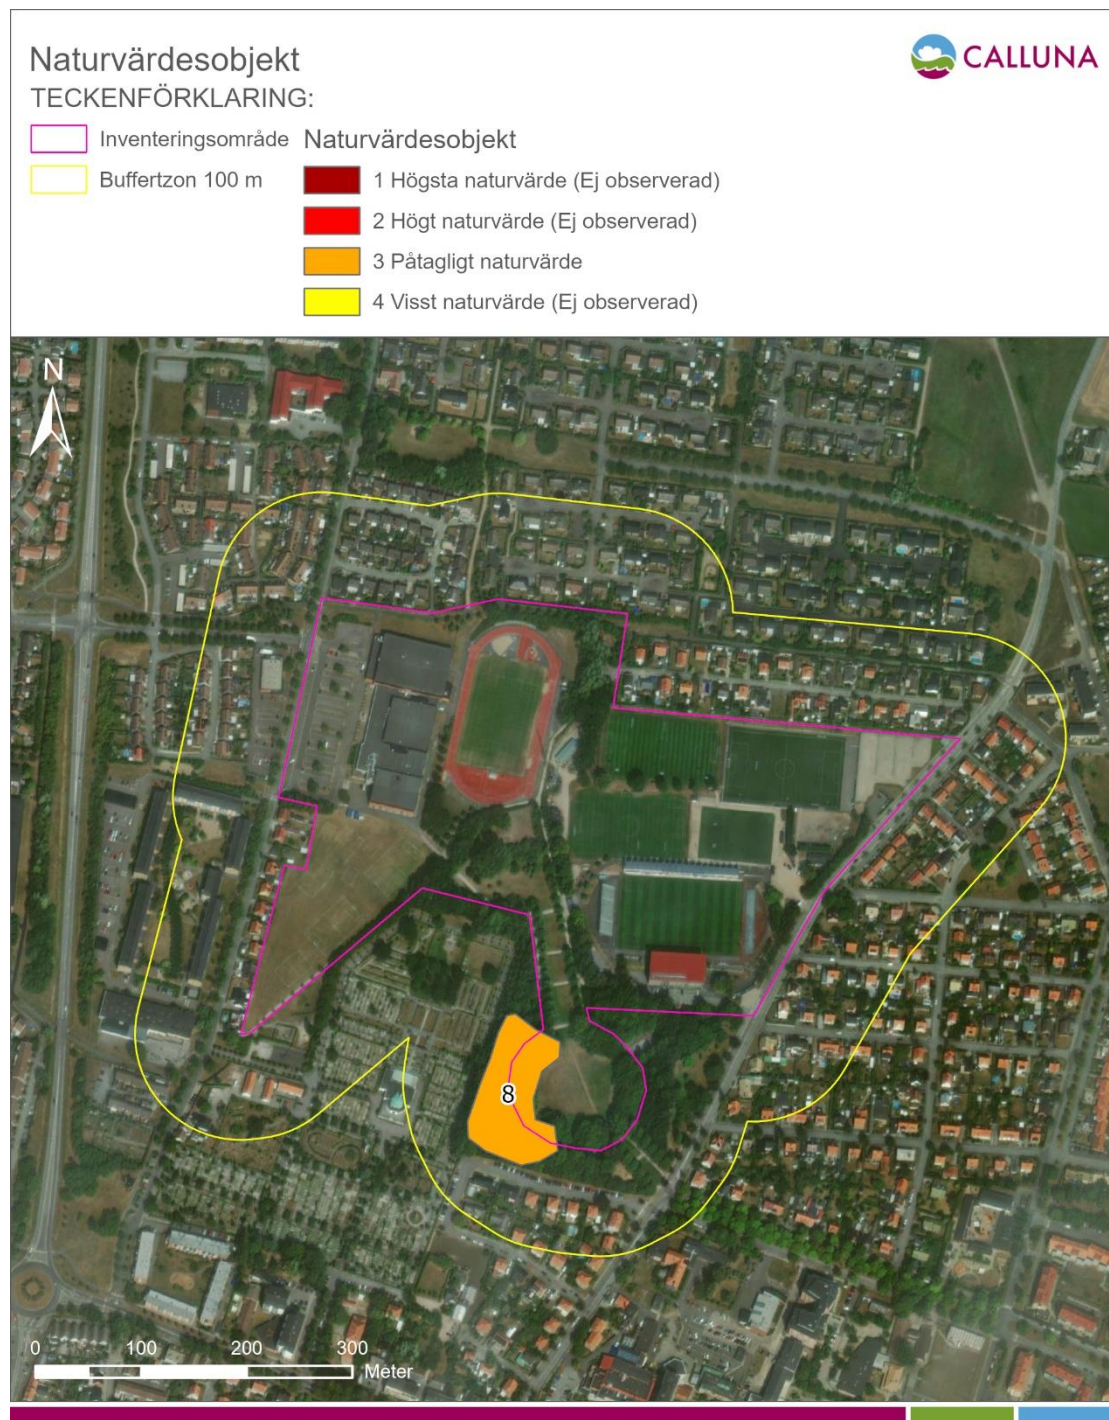 Naturvärdesobjekt
CALLUNA
TECKENFÖRKLARING:
Inventeringsområde
Buffertzon 100 m
Naturvärdesobjekt
1 Högsta naturvärde (Ej observerad)
2 Högt naturvärde (Ej observerad)
3 Påtagligt naturvärde
4 Visst naturvärde (Ej observerad)
N
8
0 100 200 300
Meter